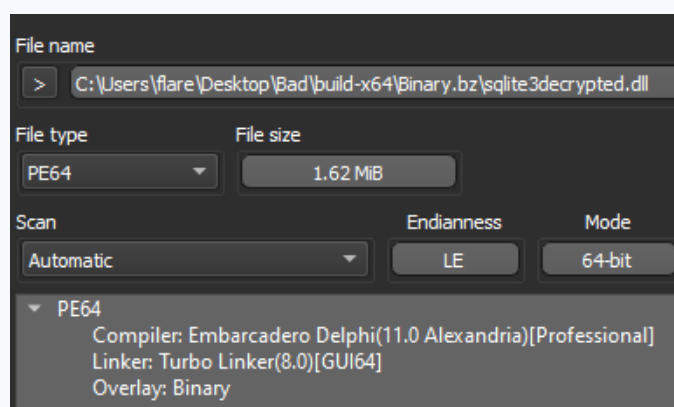 File name
> C:\Users\flare\Desktop\Bad\build-x64\Binary.bz\sqlite3decrypted.dll
File type File size
PE64 1.62 MiB
Scan Endianness Mode
Automatic LE 64-bit
PE64
Compiler: Embarcadero Delphi(11.0 Alexandria)[Professional]
Linker: Turbo Linker(8.0)[GUI64]
Overlay: Binary